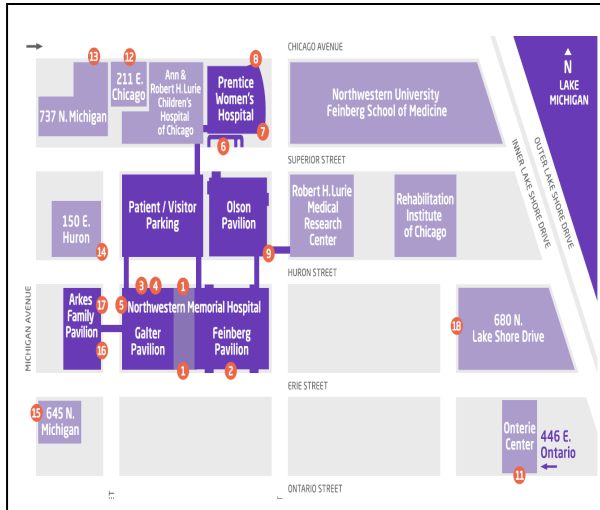 CHICAGO AVENUE
13
12
8
211 E.
Chicago
Ann &
Robert H. Lurie
Children's
Hospital
of Chicago
Prentice
Women's
Hospital
737 N. Michigan
7
6
Northwestern University
Feinberg School of Medicine
N
LAKE
MICHIGAN
INNER LAKE SHORE DRIVE
OUTER LAKE SHORE DRIVE
SUPERIOR STREET
150 E.
Huron
14
Patient / Visitor
Parking
Olson
Pavilion
9
Robert H. Lurie
Medical
Research
Center
Rehabilitation
Institute
of Chicago
HURON STREET
MICHIGAN AVENUE
Arkes
Family
Pavilion
17
16
5
3
4
1
Northwestern Memorial Hospital
Galter
Pavilion
Feinberg
Pavilion
1
2
18
680 N.
Lake Shore Drive
ERIE STREET
15
645 N.
Michigan
Onterie
Center
446 E.
Ontario
11
ONTARIO STREET